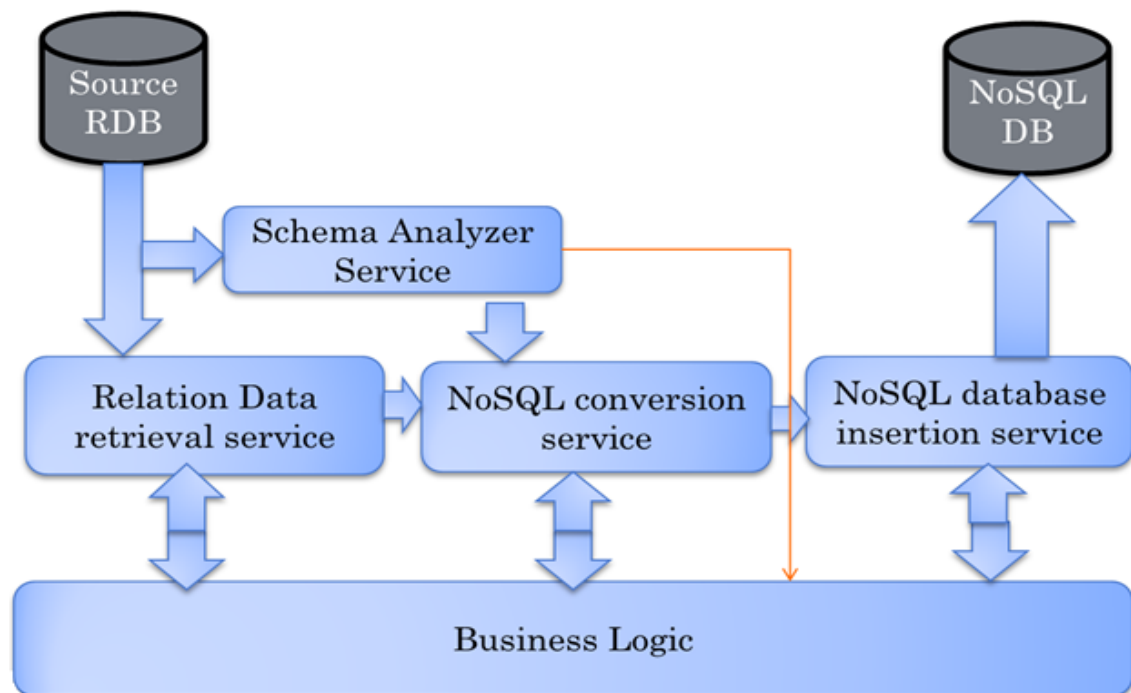 Source
RDB
NoSQL
DB
Schema Analyzer
Service
Relation Data
retrieval service
NoSQL conversion
service
NoSQL database
insertion service
Business Logic